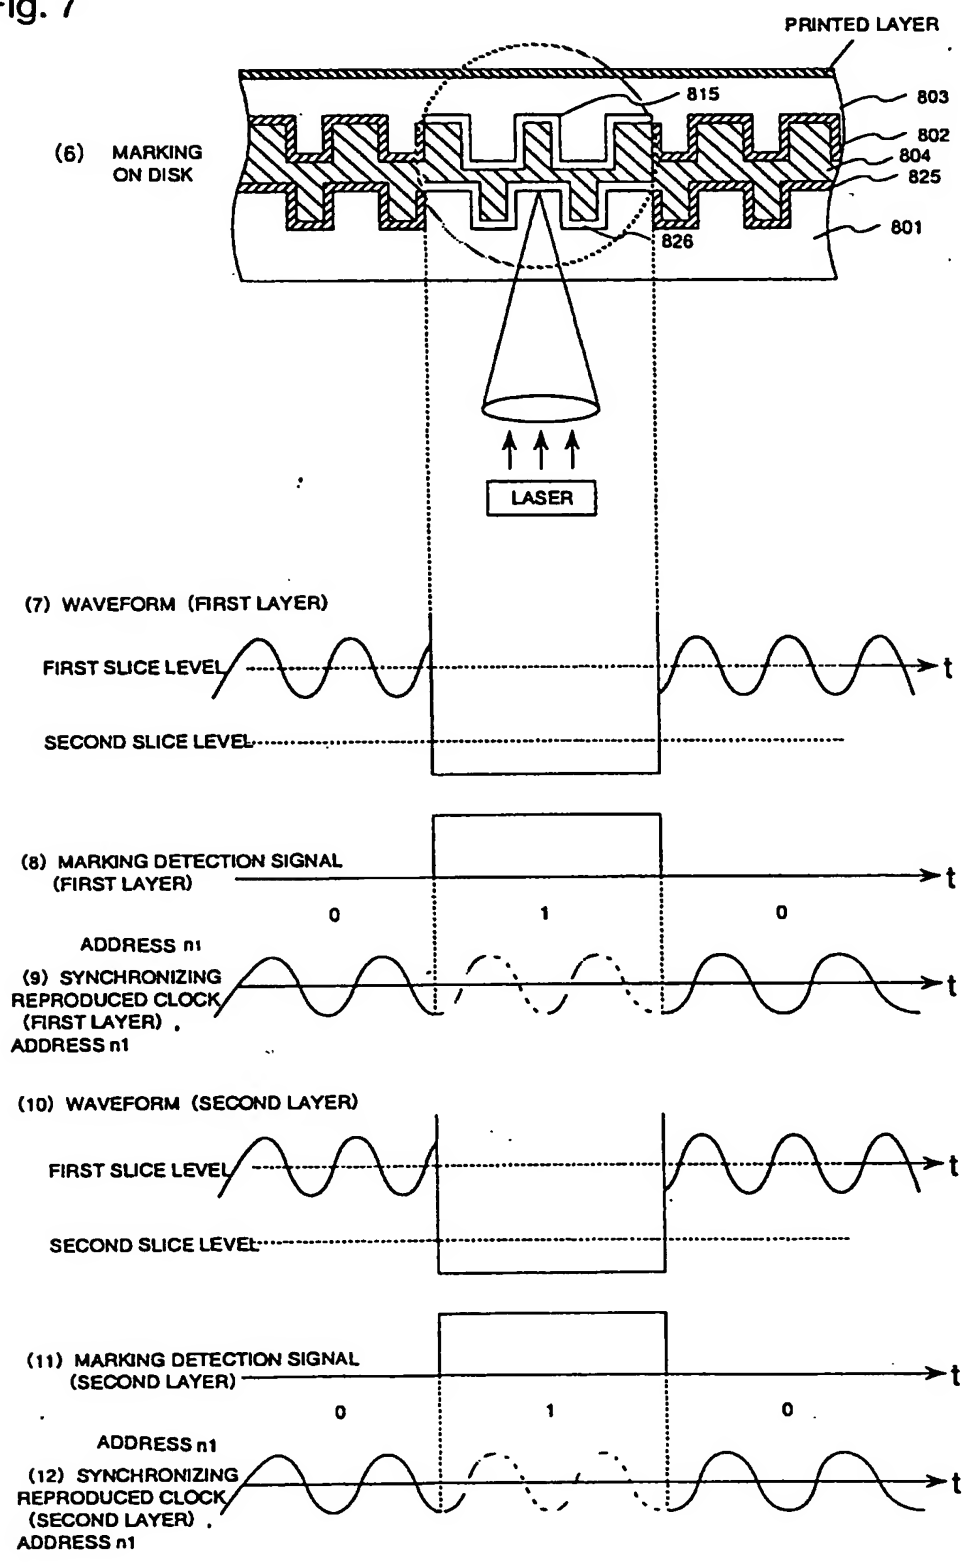 Fig. 7
PRINTED LAYER
815
803
802
804
825
(6) MARKING
ON DISK
826
801
LASER
(7) WAVEFORM (FIRST LAYER)
FIRST SLICE LEVEL
t
SECOND SLICE LEVEL
(8) MARKING DETECTION SIGNAL
(FIRST LAYER)
t
0
1
0
ADDRESS n1
(9) SYNCHRONIZING
REPRODUCED CLOCK
(FIRST LAYER) ,
ADDRESS n1
t
(10) WAVEFORM (SECOND LAYER)
FIRST SLICE LEVEL
t
SECOND SLICE LEVEL
(11) MARKING DETECTION SIGNAL
(SECOND LAYER)
t
0
1
0
ADDRESS n1
(12) SYNCHRONIZING
REPRODUCED CLOCK
(SECOND LAYER) ,
ADDRESS n1
t